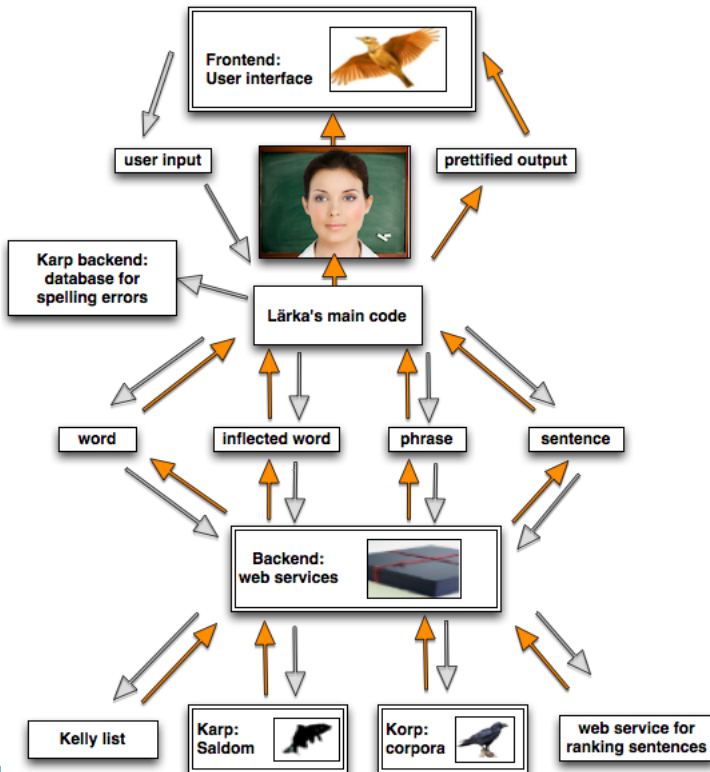 Frontend:
User interface
user input
prettified output
Karp backend:
database for
spelling errors
Lärka's main code
word
inflected word
phrase
sentence
Backend:
web services
Kelly list
Karp:
Saldom
Korp:
corpora
web service for
ranking sentences